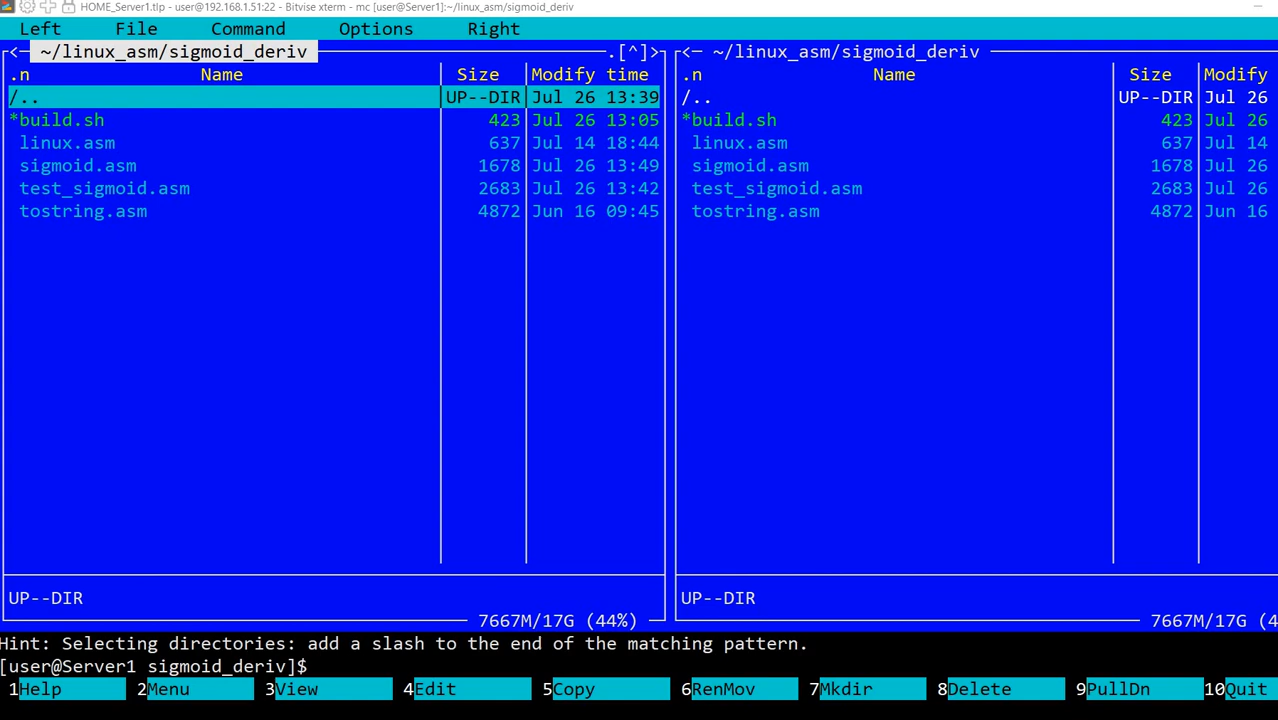 HOME_Server1.tlp - user@192.168.1.51:22 - Bitvise xterm - mc [user@Server1]:~/linux_asm/sigmoid_deriv
Left File Command Options Right
<─ ~/linux_asm/sigmoid_deriv .[^]> <─ ~/linux_asm/sigmoid_deriv
.n Name Size Modify time .n Name Size Modify
/.. UP--DIR Jul 26 13:39 /.. UP--DIR Jul 26
*build.sh 423 Jul 26 13:05 *build.sh 423 Jul 26
linux.asm 637 Jul 14 18:44 linux.asm 637 Jul 14
sigmoid.asm 1678 Jul 26 13:49 sigmoid.asm 1678 Jul 26
test_sigmoid.asm 2683 Jul 26 13:42 test_sigmoid.asm 2683 Jul 26
tostring.asm 4872 Jun 16 09:45 tostring.asm 4872 Jun 16
UP--DIR UP--DIR
7667M/17G (44%) 7667M/17G (4
Hint: Selecting directories: add a slash to the end of the matching pattern.
[user@Server1 sigmoid_deriv]$
1Help 2Menu 3View 4Edit 5Copy 6RenMov 7Mkdir 8Delete 9PullDn 10Quit